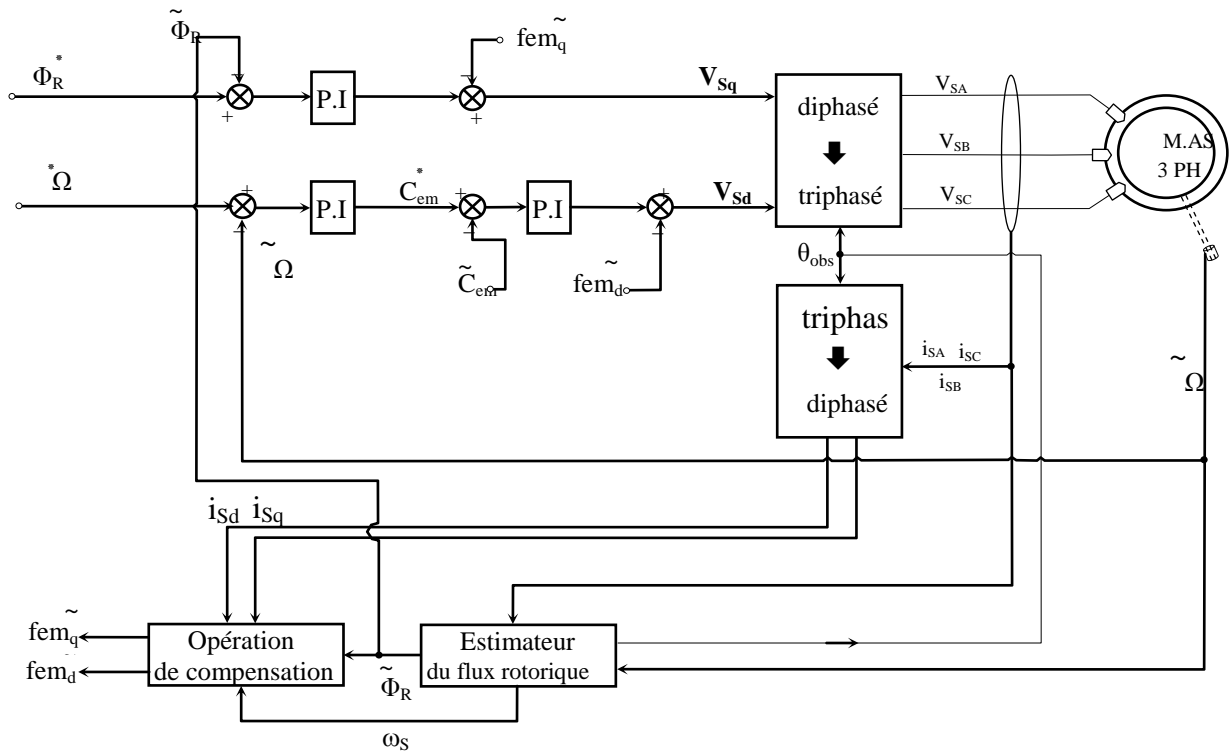 Φ̃R
fem̃q
Φ*R
P.I
VSq
+
+
diphasé
triphasé
VSA
VSB
VSC
M.AS
3 PH
*Ω
+
P.I
C*em
+
P.I
+
VSd
Ω̃
C̃em
fem̃d
θobs
triphas
diphasé
iSA iSC
iSB
Ω̃
iSd iSq
fem̃q
femd
Opération
de compensation
Φ̃R
Estimateur
du flux rotorique
ωS